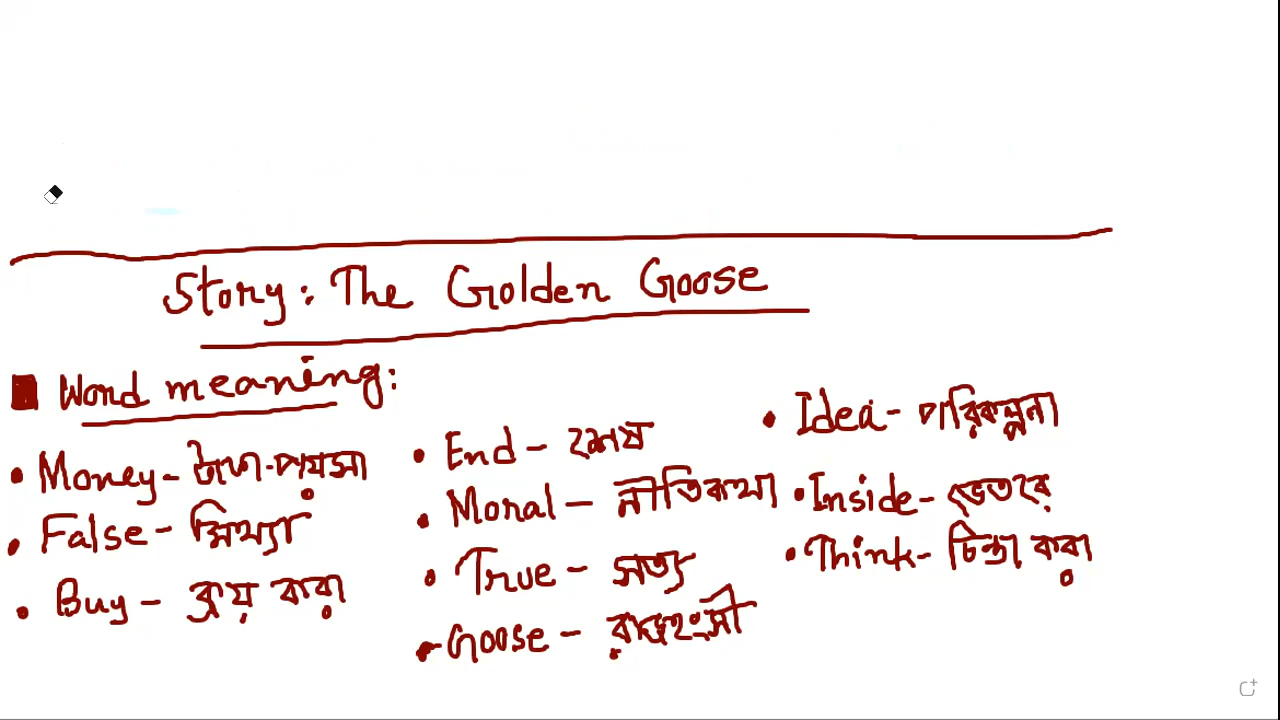 Story: The Golden Goose
Word meaning:
• Money - টাকা-পয়সা
• False - মিথ্যা
• Buy - ক্রয় করা
• End - শেষ
• Moral - নীতিকথা
• True - সত্য
• Goose - রাজহংসী
• Idea - পরিকল্পনা
• Inside - ভেতরে
• Think - চিন্তা করা